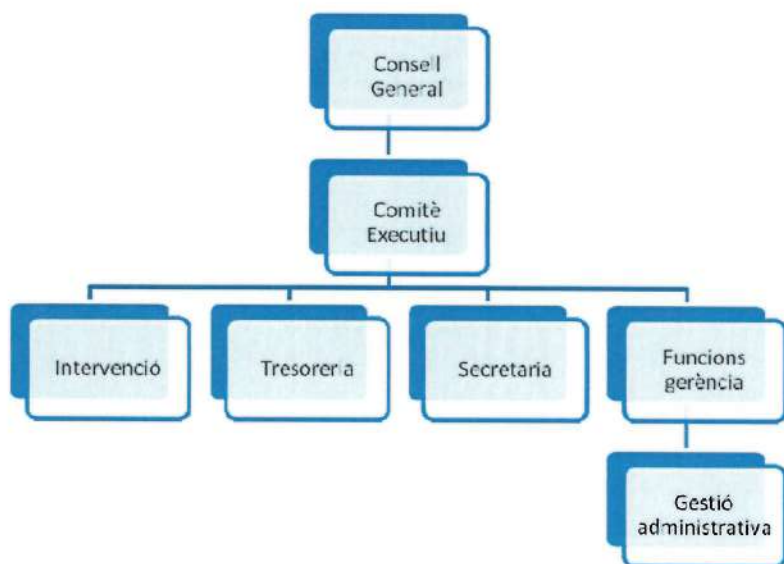 Consell
General
Comitè
Executiu
Intervenció
Tresoreria
Secretaria
Funcions
gerència
Gestió
administrativa